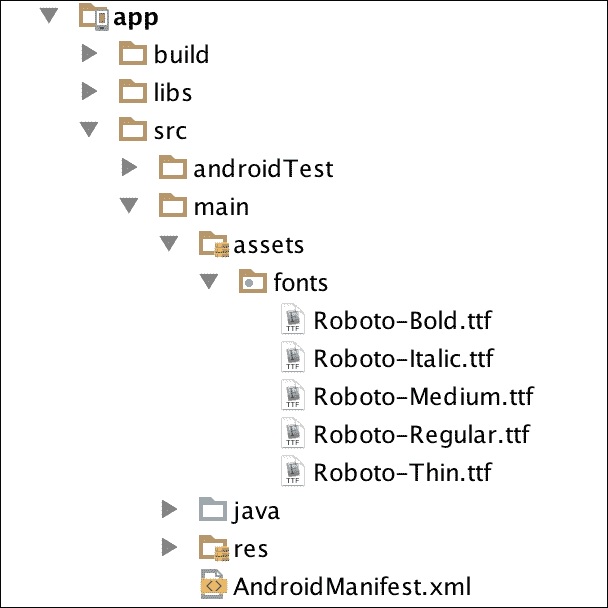 app
build
libs
src
androidTest
main
assets
fonts
TTF Roboto-Bold.ttf
TTF Roboto-Italic.ttf
TTF Roboto-Medium.ttf
TTF Roboto-Regular.ttf
TTF Roboto-Thin.ttf
java
res
<> AndroidManifest.xml